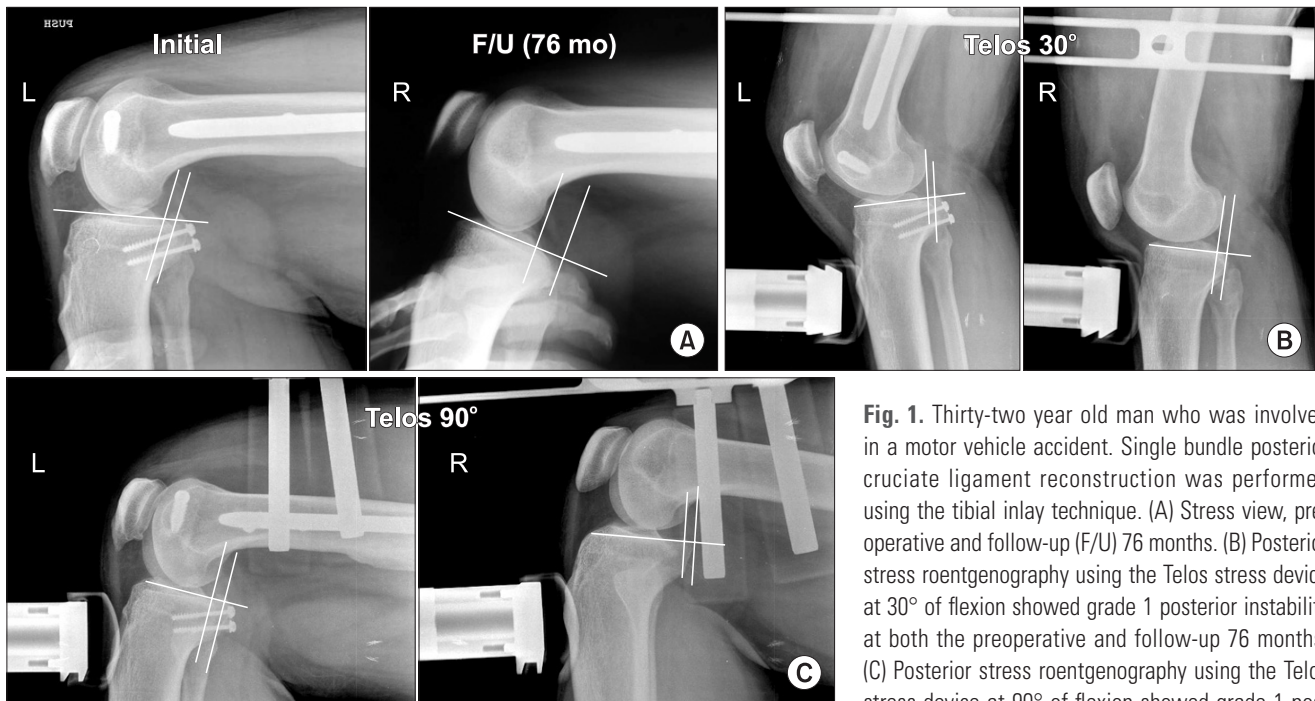 PUSH
Initial
F/U (76 mo)
Telos 30°
L
R
L
R
A
B
Telos 90°
L
R
C
Fig. 1. Thirty-two year old man who was involve
in a motor vehicle accident. Single bundle posterio
cruciate ligament reconstruction was performe
using the tibial inlay technique. (A) Stress view, pre
operative and follow-up (F/U) 76 months. (B) Posterio
stress roentgenography using the Telos stress devic
at 30° of flexion showed grade 1 posterior instabilit
at both the preoperative and follow-up 76 month
(C) Posterior stress roentgenography using the Telo
stress device at 90° of flexion showed grade 1 pos